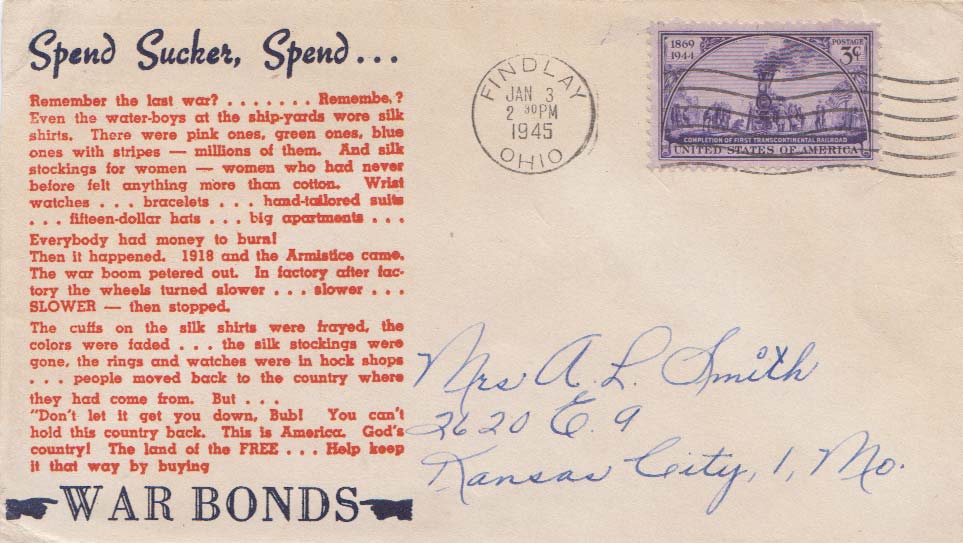 Spend Sucker, Spend ...
Remember the last war? ....... Remembe.?
Even the water-boys at the ship-yards wore silk
shirts. There were pink ones, green ones, blue
ones with stripes — millions of them. And silk
stockings for women — women who had never
before felt anything more than cotton. Wrist
watches . . . bracelets . . . hand-tailored suits
. . . fifteen-dollar hats . . . big apartments . . .
Everybody had money to burn!
Then it happened. 1918 and the Armistice came.
The war boom petered out. In factory after fac-
tory the wheels turned slower . . . slower . . .
SLOWER — then stopped.
The cuffs on the silk shirts were frayed, the
colors were faded . . . the silk stockings were
gone, the rings and watches were in hock shops
. . . people moved back to the country where
they had come from. But . . .
"Don't let it get you down, Bub! You can't
hold this country back. This is America. God's
country! The land of the FREE . . . Help keep
it that way by buying
WAR BONDS
FINDLAY
JAN 3
2 30PM
1945
OHIO
1869
1944
POSTAGE
3¢
COMPLETION OF FIRST TRANSCONTINENTAL RAILROAD
UNITED STATES OF AMERICA
Mrs A. L. Smith
2620 E. 9
Kansas City, 1, Mo.